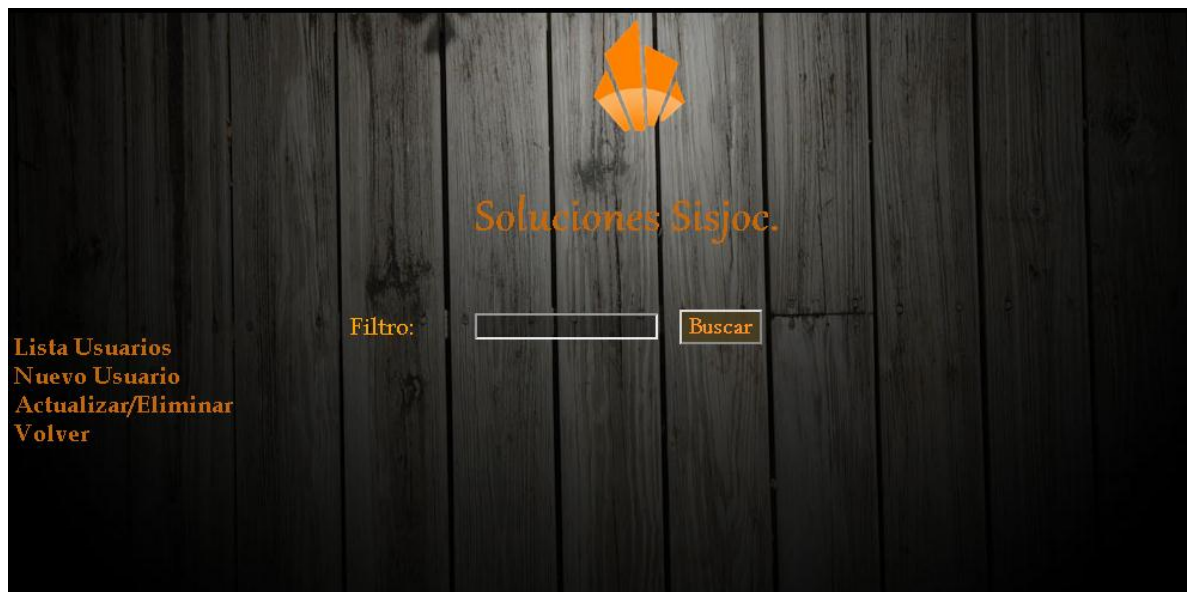 Soluciones Sisjoc.
Filtro:
Buscar
Lista Usuarios
Nuevo Usuario
Actualizar/Eliminar
Volver